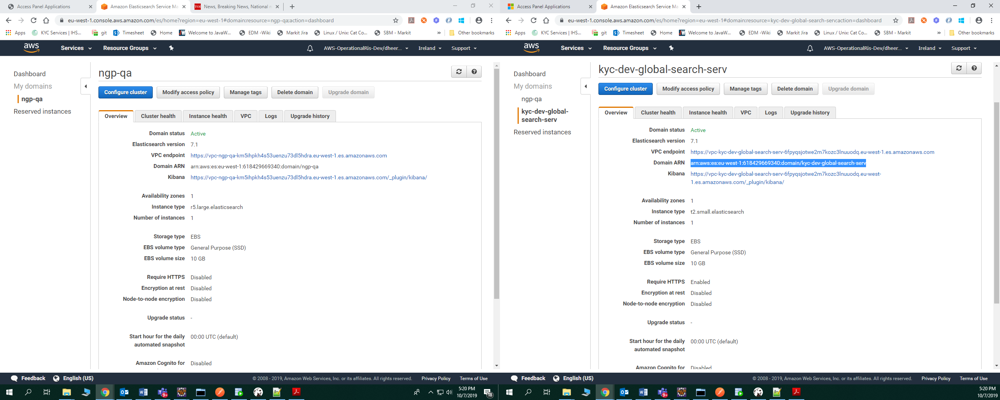 Access Panel Applications
Amazon Elasticsearch Service Ma
News, Breaking News, National n
eu-west-1.console.aws.amazon.com/es/home?region=eu-west-1#domain:resource=ngp-qa;action=dashboard
Apps KYC Services | IHS... git Timesheet Home Welcome to JavaW... EDM -Wiki Markit Jira Linux / Unix: Cat Co... SBM - Markit » Other bookmarks
aws Services Resource Groups AWS-OperationalRis-Dev/dheer... Ireland Support
Dashboard
My domains
ngp-qa
Reserved instances
ngp-qa
Configure cluster Modify access policy Manage tags Delete domain Upgrade domain
Overview Cluster health Instance health VPC Logs Upgrade history
Domain status Active
Elasticsearch version 7.1
VPC endpoint https://vpc-ngp-qa-km5ihpkh4s53uenzu73dl5hdra.eu-west-1.es.amazonaws.com
Domain ARN arn:aws:es:eu-west-1:618429669340:domain/ngp-qa
Kibana https://vpc-ngp-qa-km5ihpkh4s53uenzu73dl5hdra.eu-west-1.es.amazonaws.com/_plugin/kibana/
Availability zones 1
Instance type r5.large.elasticsearch
Number of instances 1
Storage type EBS
EBS volume type General Purpose (SSD)
EBS volume size 10 GB
Require HTTPS Disabled
Encryption at rest Disabled
Node-to-node encryption Disabled
Upgrade status -
Start hour for the daily 00:00 UTC (default)
automated snapshot
Amazon Cognito for Disabled
Feedback English (US) © 2008 - 2019, Amazon Web Services, Inc. or its affiliates. All rights reserved. Privacy Policy Terms of Use
9+
5:20 PM
10/7/2019
18
Access Panel Applications
Amazon Elasticsearch Service Ma
eu-west-1.console.aws.amazon.com/es/home?region=eu-west-1#domain:resource=kyc-dev-global-search-serv;action=dashboard
Apps KYC Services | IHS... git Timesheet Home Welcome to JavaW... EDM -Wiki Markit Jira Linux / Unix: Cat Co... SBM - Markit » Other bookmarks
aws Services Resource Groups AWS-OperationalRis-Dev/dheer... Ireland Support
Dashboard
My domains
ngp-qa
kyc-dev-global-
search-serv
Reserved instances
kyc-dev-global-search-serv
Configure cluster Modify access policy Manage tags Delete domain Upgrade domain
Overview Cluster health Instance health VPC Logs Upgrade history
Domain status Active
Elasticsearch version 7.1
VPC endpoint https://vpc-kyc-dev-global-search-serv-6fpyqsjotwe2m7kozc3lnuuodq.eu-west-1.es.amazonaws.com
Domain ARN arn:aws:es:eu-west-1:618429669340:domain/kyc-dev-global-search-serv
Kibana https://vpc-kyc-dev-global-search-serv-6fpyqsjotwe2m7kozc3lnuuodq.eu-west-
1.es.amazonaws.com/_plugin/kibana/
Availability zones 1
Instance type t2.small.elasticsearch
Number of instances 1
Storage type EBS
EBS volume type General Purpose (SSD)
EBS volume size 10 GB
Require HTTPS Enabled
Encryption at rest Disabled
Node-to-node encryption Disabled
Upgrade status -
Start hour for the daily 00:00 UTC (default)
automated snapshot
Amazon Cognito for Disabled
Feedback English (US) © 2008 - 2019, Amazon Web Services, Inc. or its affiliates. All rights reserved. Privacy Policy Terms of Use
9+
5:20 PM
10/7/2019